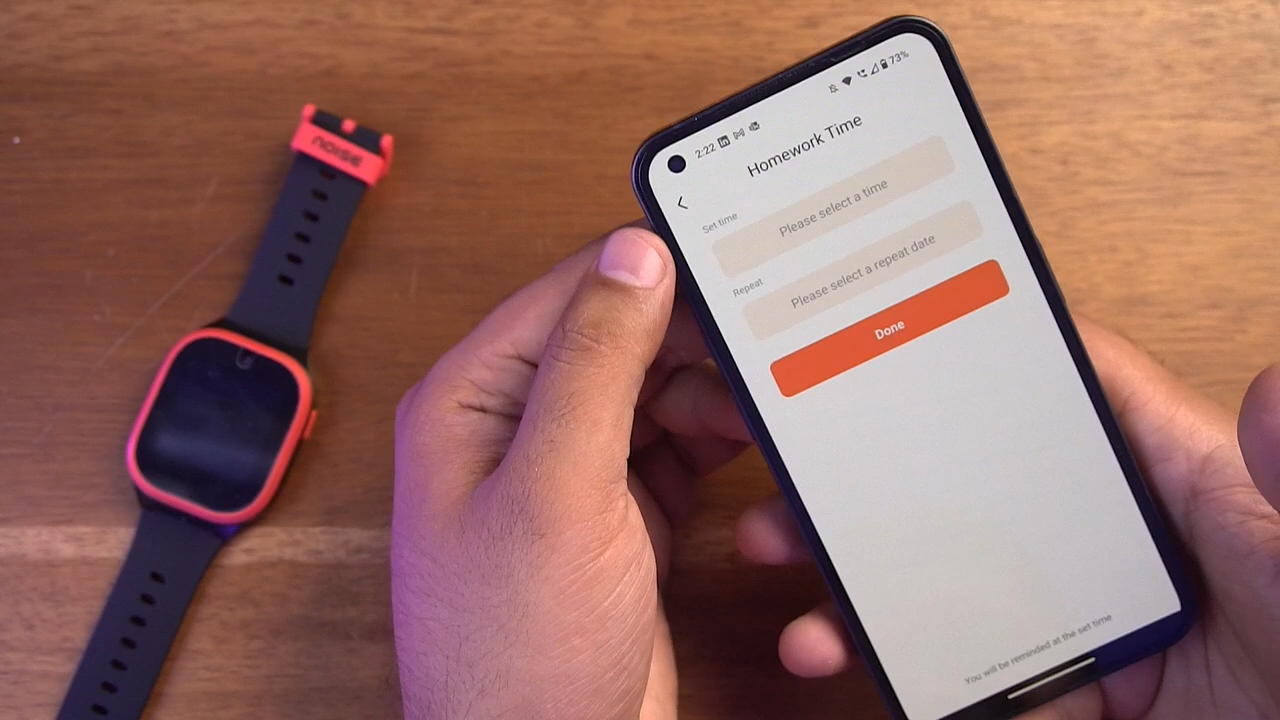 noise
2:22
73%
Homework Time
Set time
Please select a time
Repeat
Please select a repeat date
Done
You will be reminded at the set time